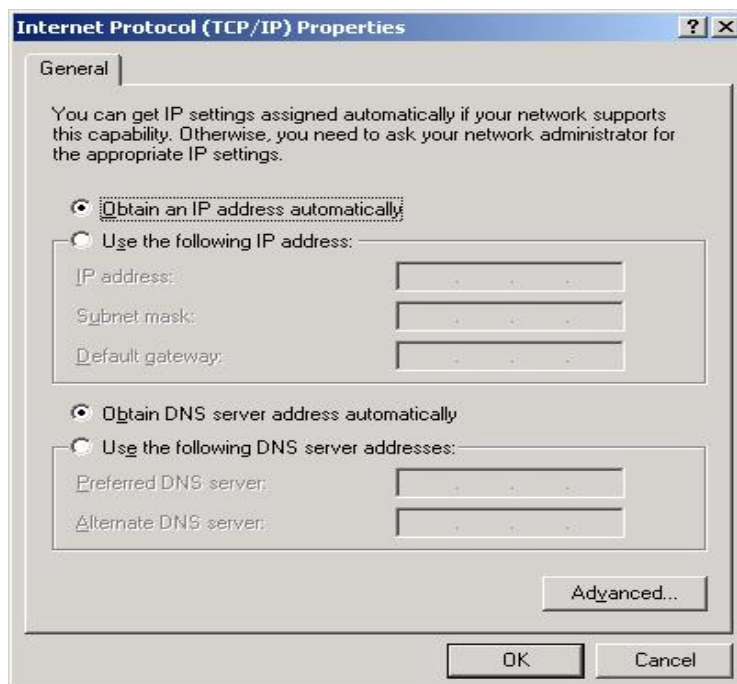 Internet Protocol (TCP/IP) Properties
General
You can get IP settings assigned automatically if your network supports
this capability. Otherwise, you need to ask your network administrator for
the appropriate IP settings.
Obtain an IP address automatically
Use the following IP address:
IP address:
Subnet mask:
Default gateway:
Obtain DNS server address automatically
Use the following DNS server addresses:
Preferred DNS server:
Alternate DNS server:
Advanced...
OK Cancel